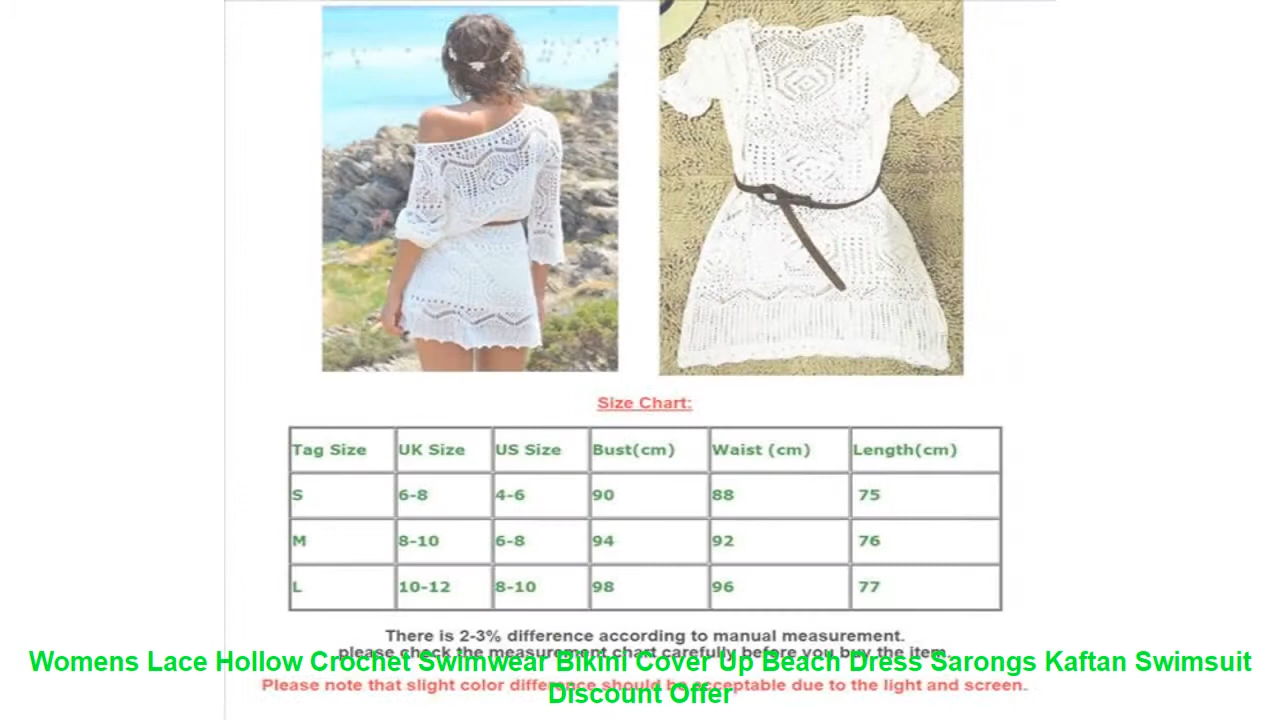 Size Chart:
Tag Size UK Size US Size Bust(cm) Waist (cm) Length(cm)
S 6-8 4-6 90 88 75
M 8-10 6-8 94 92 76
L 10-12 8-10 98 96 77
There is 2-3% difference according to manual measurement.
please check the measurement chart carefully before you buy the item.
Womens Lace Hollow Crochet Swimwear Bikini Cover Up Beach Dress Sarongs Kaftan Swimsuit
Please note that slight color difference should be acceptable due to the light and screen.
Discount Offer